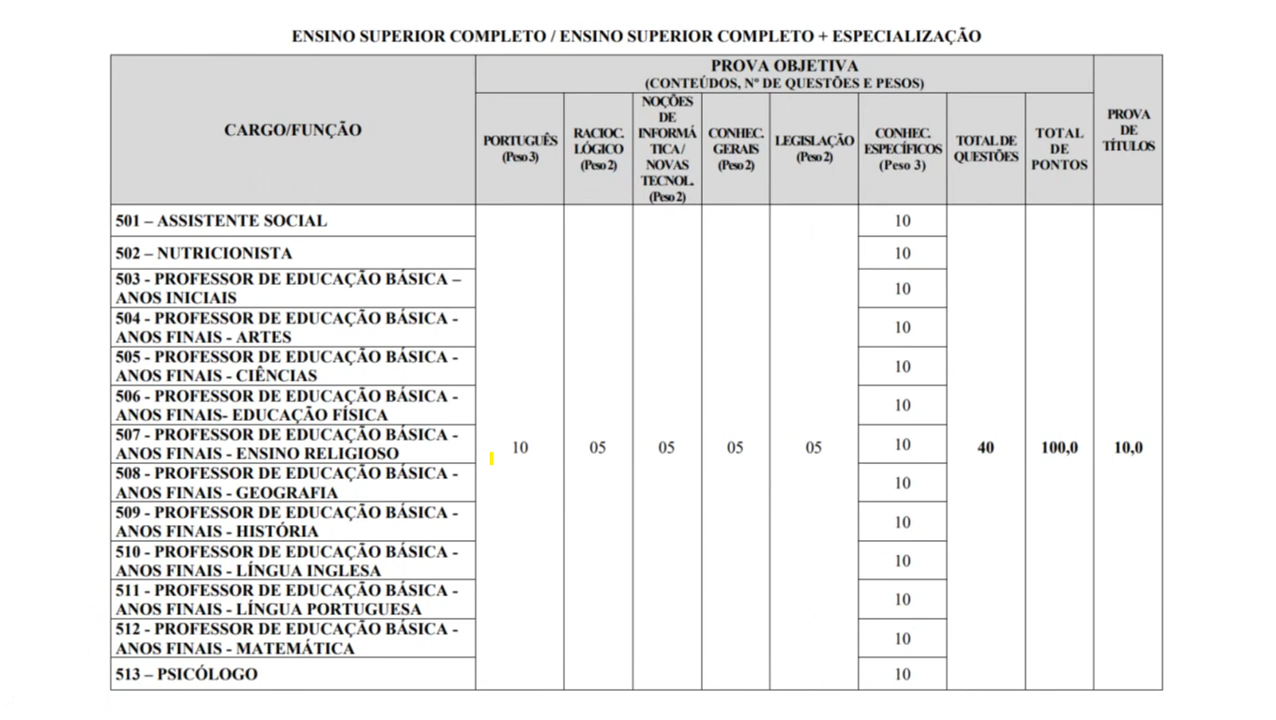 ENSINO SUPERIOR COMPLETO / ENSINO SUPERIOR COMPLETO + ESPECIALIZAÇÃO
CARGO/FUNÇÃO
PROVA OBJETIVA
(CONTEÚDOS, Nº DE QUESTÕES E PESOS)
PROVA
DE
TÍTULOS
PORTUGUÊS
(Peso 3)
RACIOC.
LÓGICO
(Peso 2)
NOÇÕES
DE
INFORMÁ
TICA /
NOVAS
TECNOL.
(Peso 2)
CONHEC.
GERAIS
(Peso 2)
LEGISLAÇÃO
(Peso 2)
CONHEC.
ESPECÍFICOS
(Peso 3)
TOTAL DE
QUESTÕES
TOTAL
DE
PONTOS
501 – ASSISTENTE SOCIAL
10
502 – NUTRICIONISTA
10
503 - PROFESSOR DE EDUCAÇÃO BÁSICA –
ANOS INICIAIS
10
504 - PROFESSOR DE EDUCAÇÃO BÁSICA -
ANOS FINAIS - ARTES
10
505 - PROFESSOR DE EDUCAÇÃO BÁSICA -
ANOS FINAIS - CIÊNCIAS
10
506 - PROFESSOR DE EDUCAÇÃO BÁSICA -
ANOS FINAIS- EDUCAÇÃO FÍSICA
10
507 - PROFESSOR DE EDUCAÇÃO BÁSICA -
ANOS FINAIS - ENSINO RELIGIOSO
10 05 05 05 05 10 40 100,0 10,0
508 - PROFESSOR DE EDUCAÇÃO BÁSICA -
ANOS FINAIS - GEOGRAFIA
10
509 - PROFESSOR DE EDUCAÇÃO BÁSICA -
ANOS FINAIS - HISTÓRIA
10
510 - PROFESSOR DE EDUCAÇÃO BÁSICA -
ANOS FINAIS - LÍNGUA INGLESA
10
511 - PROFESSOR DE EDUCAÇÃO BÁSICA -
ANOS FINAIS - LÍNGUA PORTUGUESA
10
512 - PROFESSOR DE EDUCAÇÃO BÁSICA -
ANOS FINAIS - MATEMÁTICA
10
513 – PSICÓLOGO
10